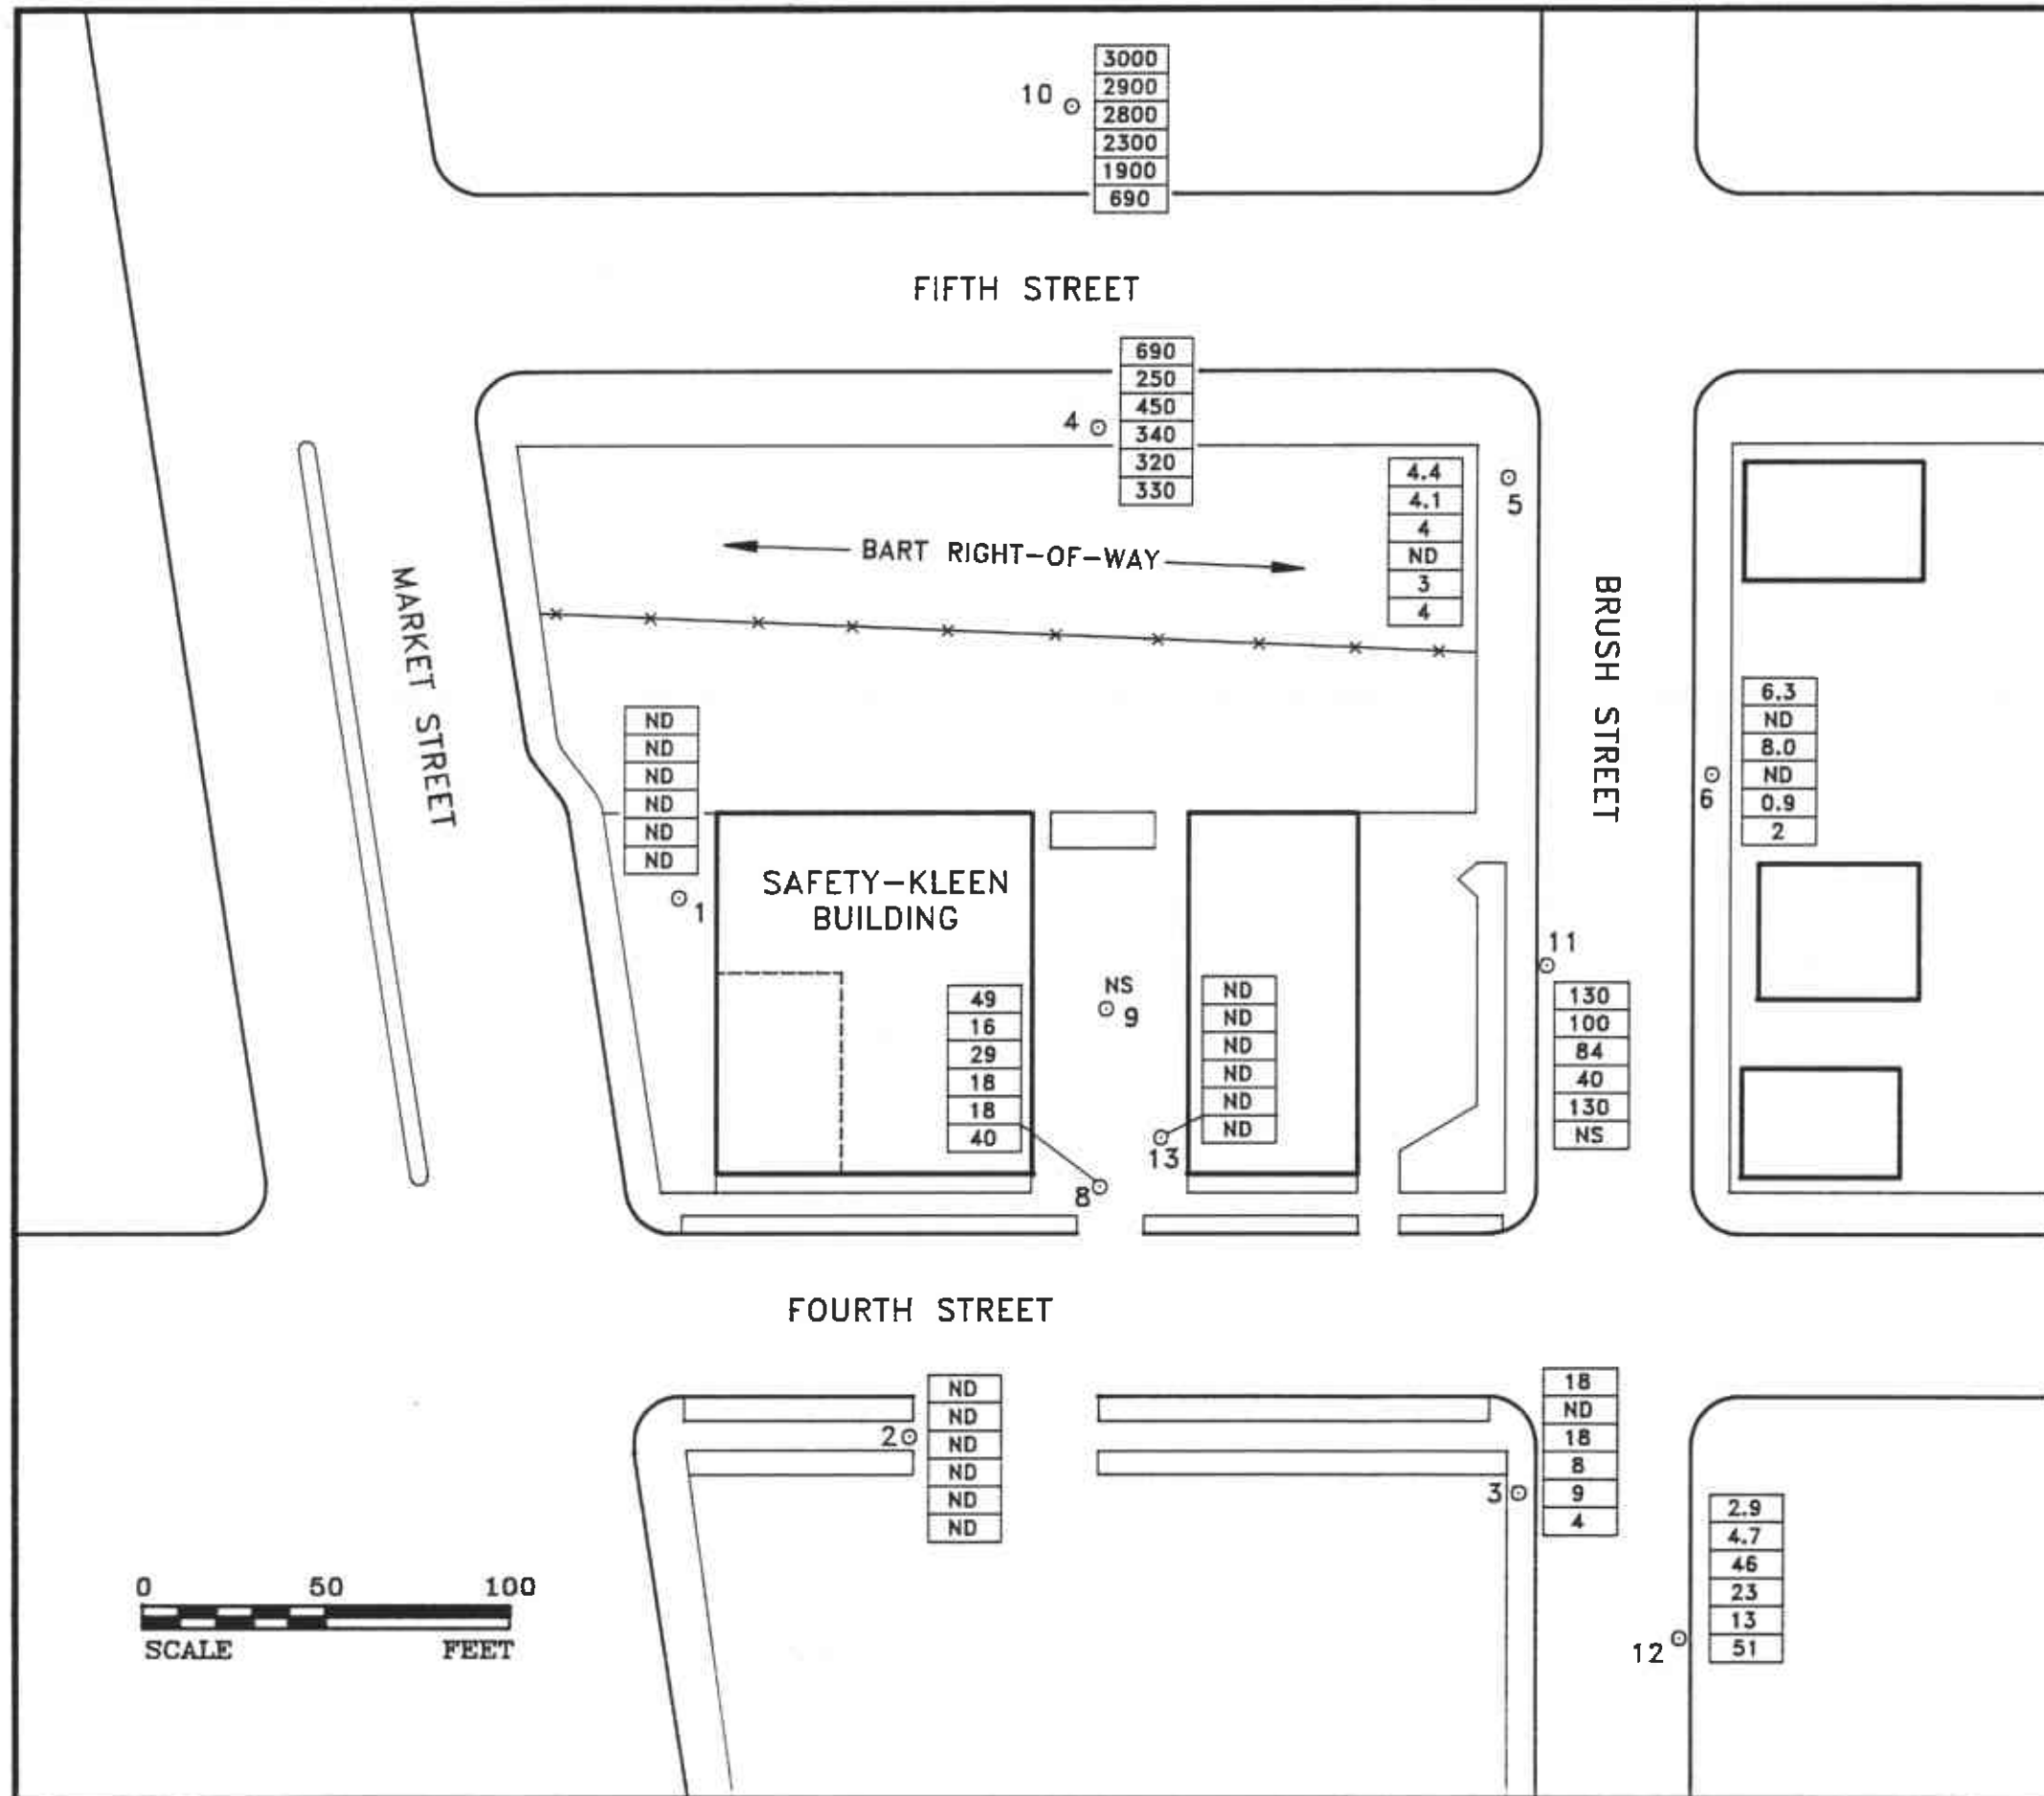 10
3000
2900
2800
2300
1900
690
FIFTH STREET
4
690
250
450
340
320
330
5
4.4
4.1
4
ND
3
4
BART RIGHT-OF-WAY
MARKET STREET
BRUSH STREET
ND
ND
ND
ND
ND
ND
1
6
6.3
ND
8.0
ND
0.9
2
SAFETY-KLEEN
BUILDING
11
130
100
84
40
130
NS
NS
9
49
16
29
18
18
40
8
ND
ND
ND
ND
ND
ND
13
FOURTH STREET
2
ND
ND
ND
ND
ND
ND
3
18
ND
18
8
9
4
12
2.9
4.7
46
23
13
51
0 50 100
SCALE FEET